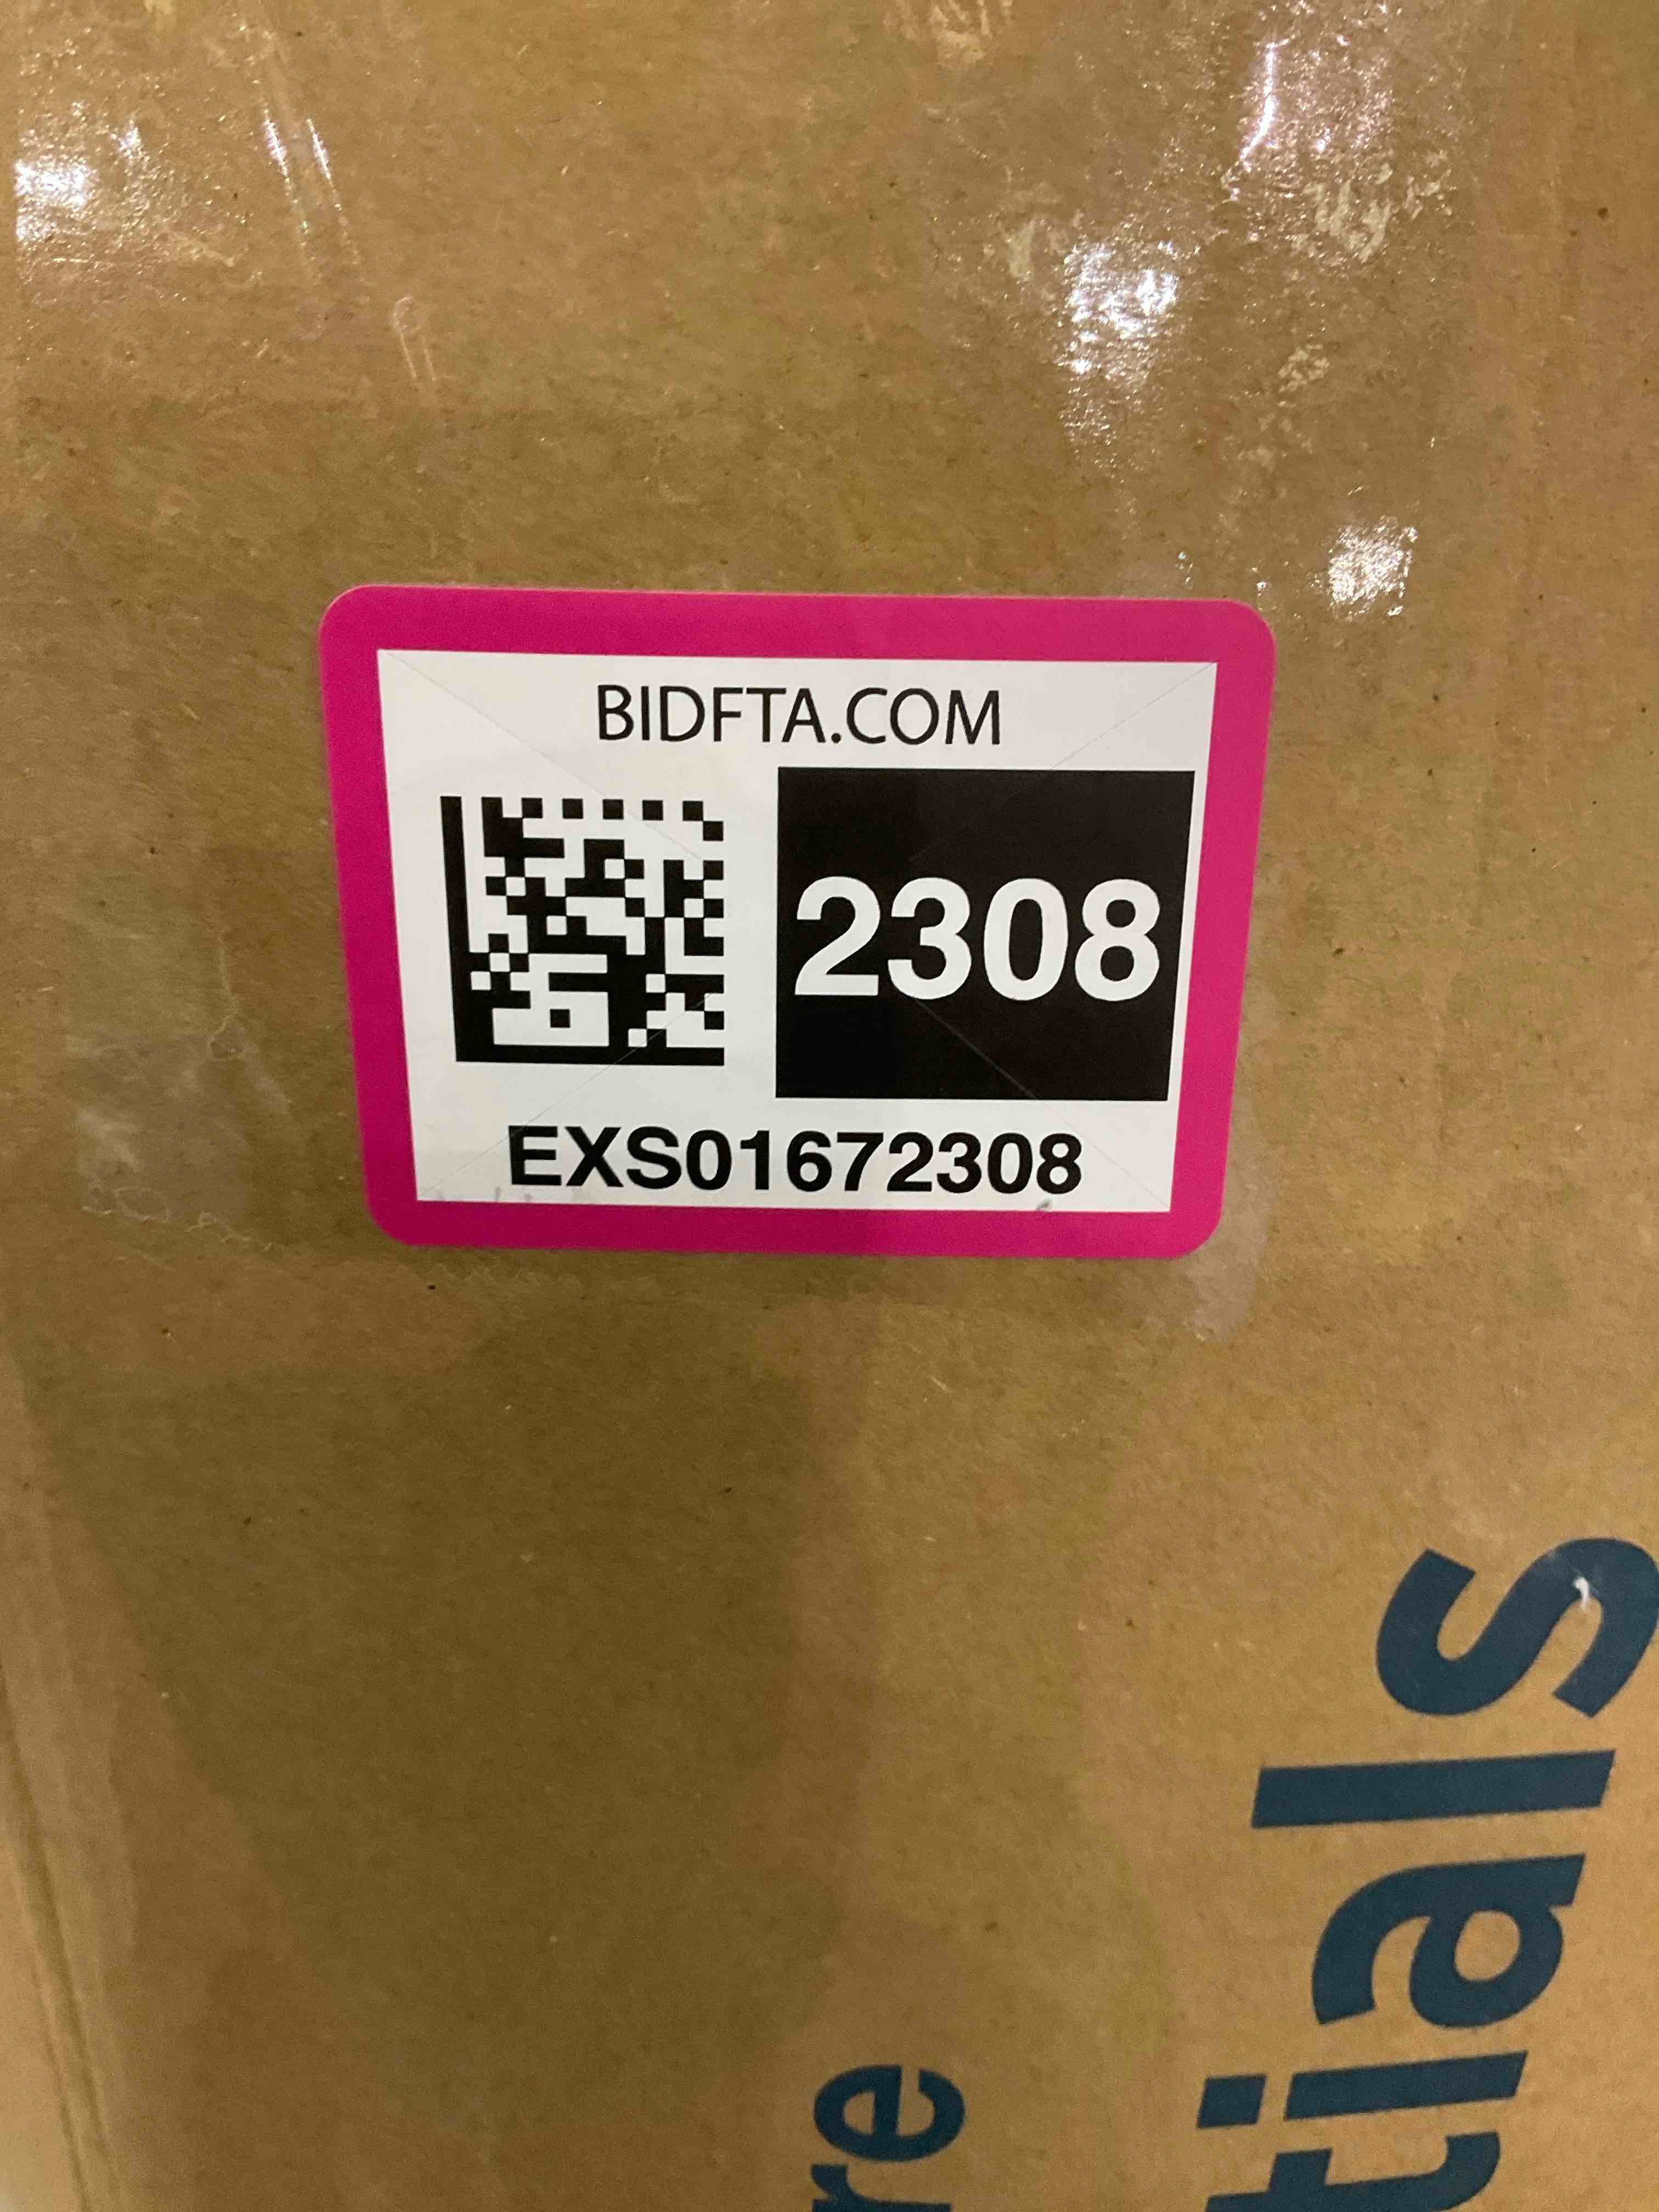 BIDFTA.COM
2308
EXS01672308
tials
re